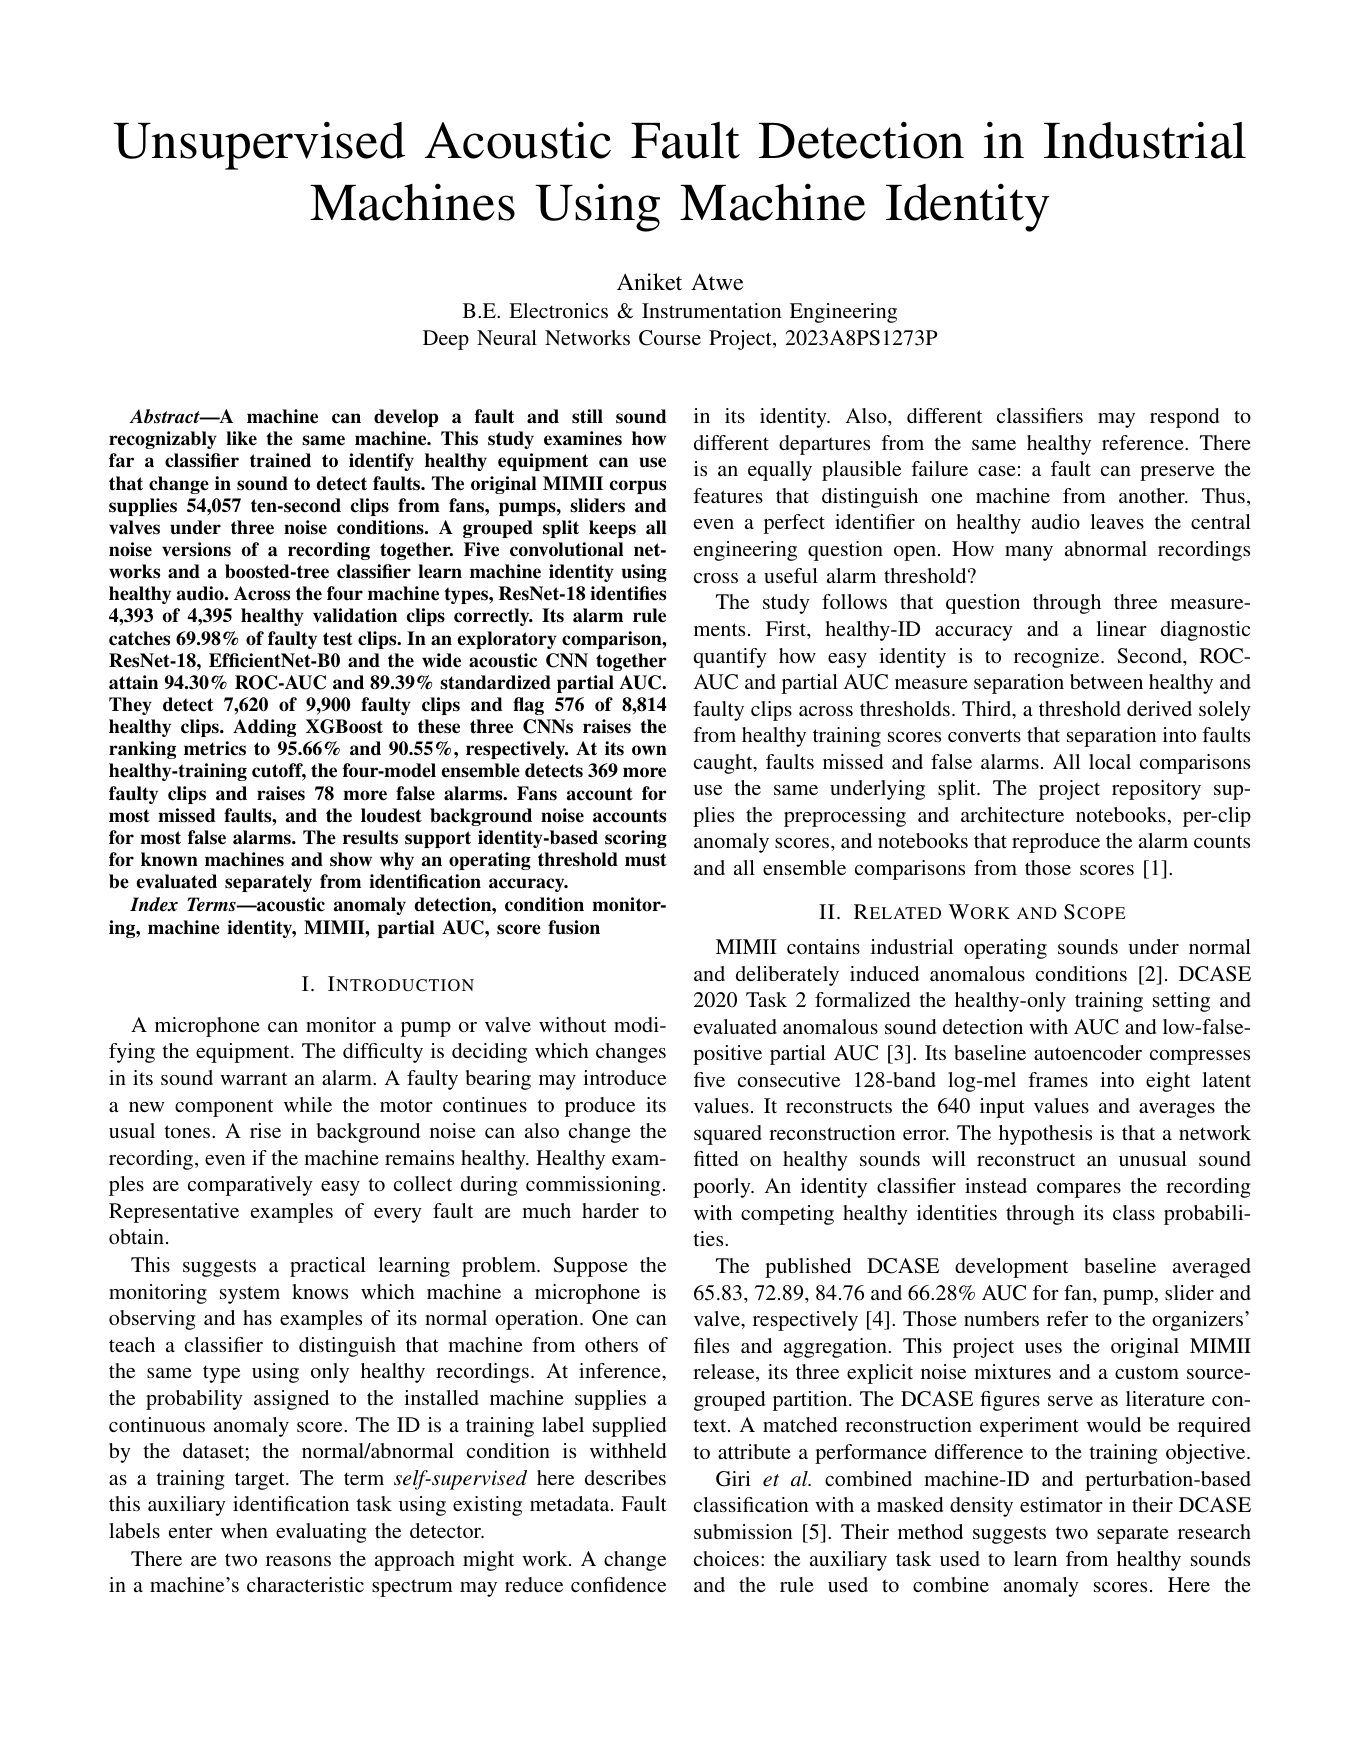 Unsupervised Acoustic Fault Detection in Industrial
Machines Using Machine Identity
Aniket Atwe
B.E. Electronics & Instrumentation Engineering
Deep Neural Networks Course Project, 2023A8PS1273P
Abstract—A machine can develop a fault and still sound
recognizably like the same machine. This study examines how
far a classifier trained to identify healthy equipment can use
that change in sound to detect faults. The original MIMII corpus
supplies 54,057 ten-second clips from fans, pumps, sliders and
valves under three noise conditions. A grouped split keeps all
noise versions of a recording together. Five convolutional net-
works and a boosted-tree classifier learn machine identity using
healthy audio. Across the four machine types, ResNet-18 identifies
4,393 of 4,395 healthy validation clips correctly. Its alarm rule
catches 69.98% of faulty test clips. In an exploratory comparison,
ResNet-18, EfficientNet-B0 and the wide acoustic CNN together
attain 94.30% ROC-AUC and 89.39% standardized partial AUC.
They detect 7,620 of 9,900 faulty clips and flag 576 of 8,814
healthy clips. Adding XGBoost to these three CNNs raises the
ranking metrics to 95.66% and 90.55%, respectively. At its own
healthy-training cutoff, the four-model ensemble detects 369 more
faulty clips and raises 78 more false alarms. Fans account for
most missed faults, and the loudest background noise accounts
for most false alarms. The results support identity-based scoring
for known machines and show why an operating threshold must
be evaluated separately from identification accuracy.
Index Terms—acoustic anomaly detection, condition monitor-
ing, machine identity, MIMII, partial AUC, score fusion
I. INTRODUCTION
A microphone can monitor a pump or valve without modi-
fying the equipment. The difficulty is deciding which changes
in its sound warrant an alarm. A faulty bearing may introduce
a new component while the motor continues to produce its
usual tones. A rise in background noise can also change the
recording, even if the machine remains healthy. Healthy exam-
ples are comparatively easy to collect during commissioning.
Representative examples of every fault are much harder to
obtain.
This suggests a practical learning problem. Suppose the
monitoring system knows which machine a microphone is
observing and has examples of its normal operation. One can
teach a classifier to distinguish that machine from others of
the same type using only healthy recordings. At inference,
the probability assigned to the installed machine supplies a
continuous anomaly score. The ID is a training label supplied
by the dataset; the normal/abnormal condition is withheld
as a training target. The term self-supervised here describes
this auxiliary identification task using existing metadata. Fault
labels enter when evaluating the detector.
There are two reasons the approach might work. A change
in a machine's characteristic spectrum may reduce confidence
in its identity. Also, different classifiers may respond to
different departures from the same healthy reference. There
is an equally plausible failure case: a fault can preserve the
features that distinguish one machine from another. Thus,
even a perfect identifier on healthy audio leaves the central
engineering question open. How many abnormal recordings
cross a useful alarm threshold?
The study follows that question through three measure-
ments. First, healthy-ID accuracy and a linear diagnostic
quantify how easy identity is to recognize. Second, ROC-
AUC and partial AUC measure separation between healthy and
faulty clips across thresholds. Third, a threshold derived solely
from healthy training scores converts that separation into faults
caught, faults missed and false alarms. All local comparisons
use the same underlying split. The project repository sup-
plies the preprocessing and architecture notebooks, per-clip
anomaly scores, and notebooks that reproduce the alarm counts
and all ensemble comparisons from those scores [1].
II. RELATED WORK AND SCOPE
MIMII contains industrial operating sounds under normal
and deliberately induced anomalous conditions [2]. DCASE
2020 Task 2 formalized the healthy-only training setting and
evaluated anomalous sound detection with AUC and low-false-
positive partial AUC [3]. Its baseline autoencoder compresses
five consecutive 128-band log-mel frames into eight latent
values. It reconstructs the 640 input values and averages the
squared reconstruction error. The hypothesis is that a network
fitted on healthy sounds will reconstruct an unusual sound
poorly. An identity classifier instead compares the recording
with competing healthy identities through its class probabili-
ties.
The published DCASE development baseline averaged
65.83, 72.89, 84.76 and 66.28% AUC for fan, pump, slider and
valve, respectively [4]. Those numbers refer to the organizers'
files and aggregation. This project uses the original MIMII
release, its three explicit noise mixtures and a custom source-
grouped partition. The DCASE figures serve as literature con-
text. A matched reconstruction experiment would be required
to attribute a performance difference to the training objective.
Giri et al. combined machine-ID and perturbation-based
classification with a masked density estimator in their DCASE
submission [5]. Their method suggests two separate research
choices: the auxiliary task used to learn from healthy sounds
and the rule used to combine anomaly scores. Here the